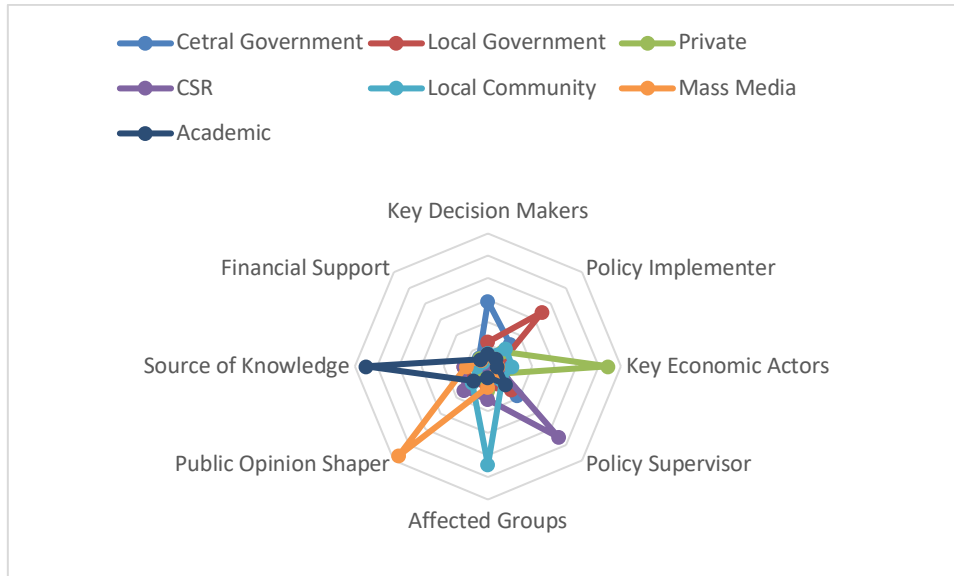 Cetral Government Local Government Private
CSR Local Community Mass Media
Academic
Key Decision Makers
Financial Support Policy Implementer
Source of Knowledge Key Economic Actors
Public Opinion Shaper Policy Supervisor
Affected Groups